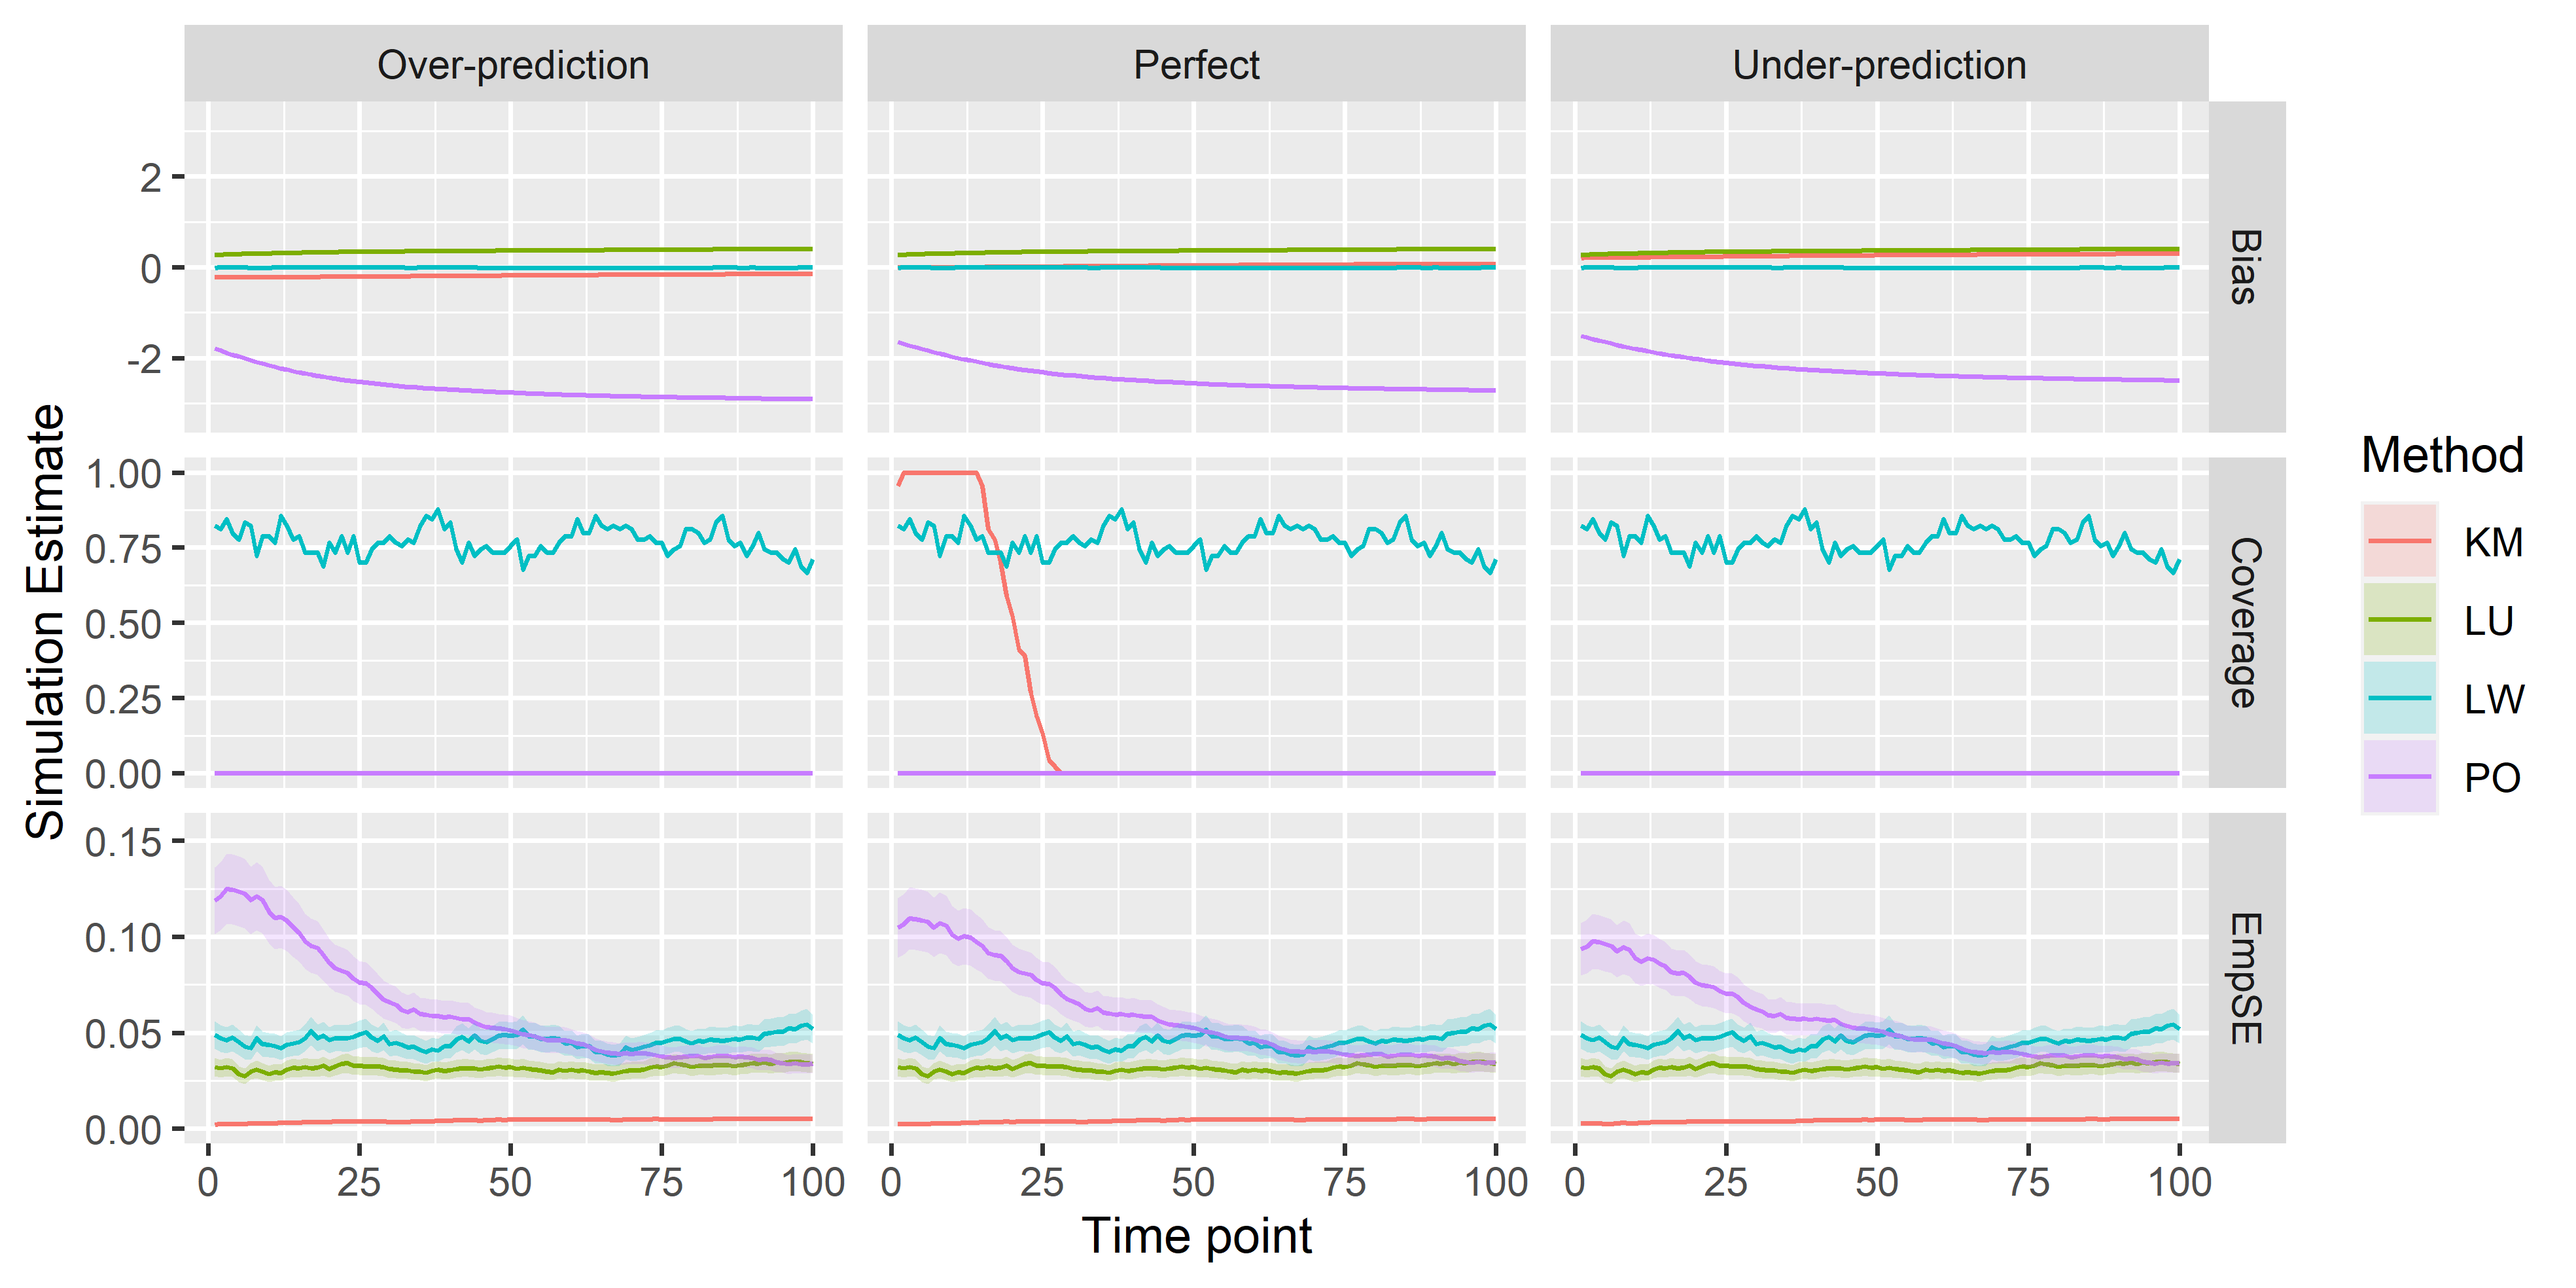 Over-prediction
Perfect
Under-prediction
2
0
-2
Bias
1.00
0.75
0.50
0.25
0.00
Coverage
0.15
0.10
0.05
0.00
EmpSE
0 25 50 75 100
0 25 50 75 100
0 25 50 75 100
Time point
Simulation Estimate
Method
KM
LU
LW
PO